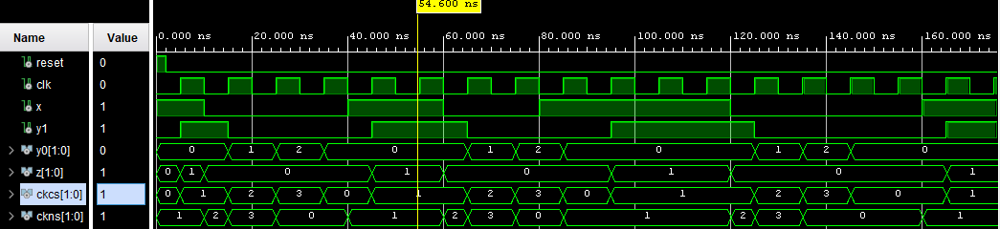 54.600 ns
Name Value 0.000 ns 20.000 ns 40.000 ns 60.000 ns 80.000 ns 100.000 ns 120.000 ns 140.000 ns 160.000 ns
reset 0
clk 0
x 1
y1 1
y0[1:0] 0 0 1 2 0 1 2 0 1 2 0
z[1:0] 1 0 1 0 1 0 1 0 1
ckcs[1:0] 1 0 1 2 3 0 1 2 3 0 1 2 3 0 1
ckns[1:0] 1 1 2 3 0 1 2 3 0 1 2 3 0 1